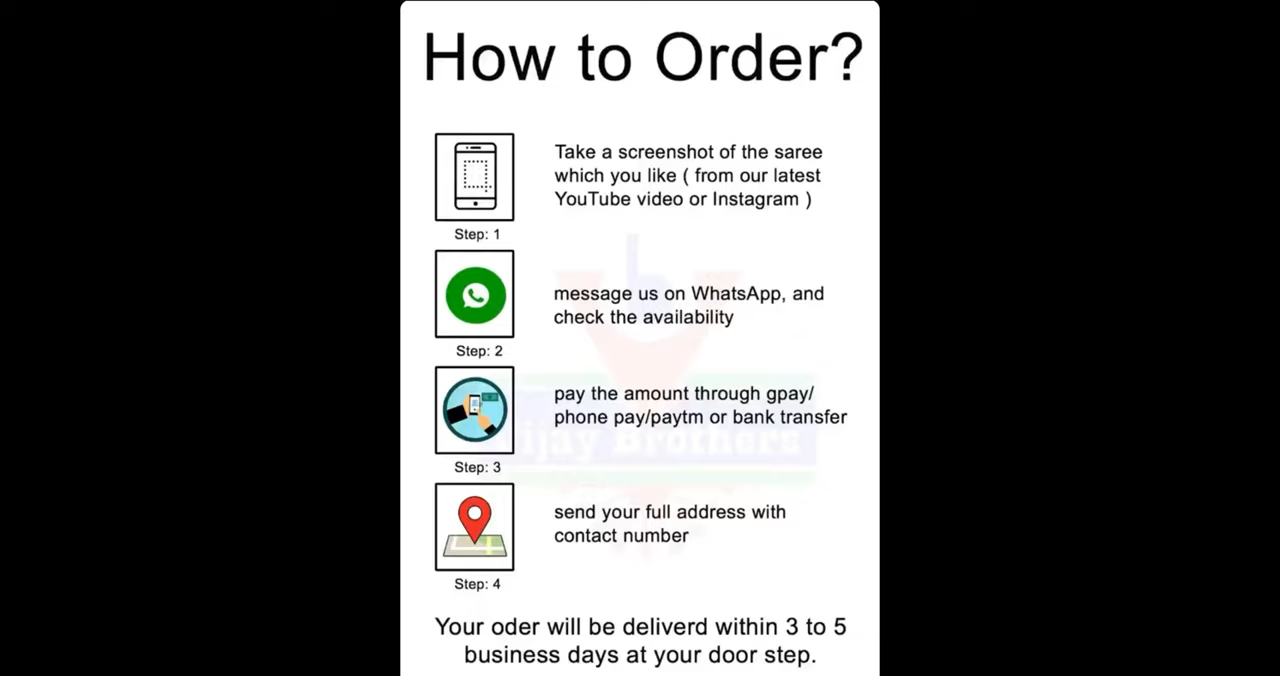 How to Order?
Take a screenshot of the saree
which you like ( from our latest
YouTube video or Instagram )
Step: 1
message us on WhatsApp, and
check the availability
Step: 2
pay the amount through gpay/
phone pay/paytm or bank transfer
ijay Brothers
Step: 3
send your full address with
contact number
Step: 4
Your oder will be deliverd within 3 to 5
business days at your door step.